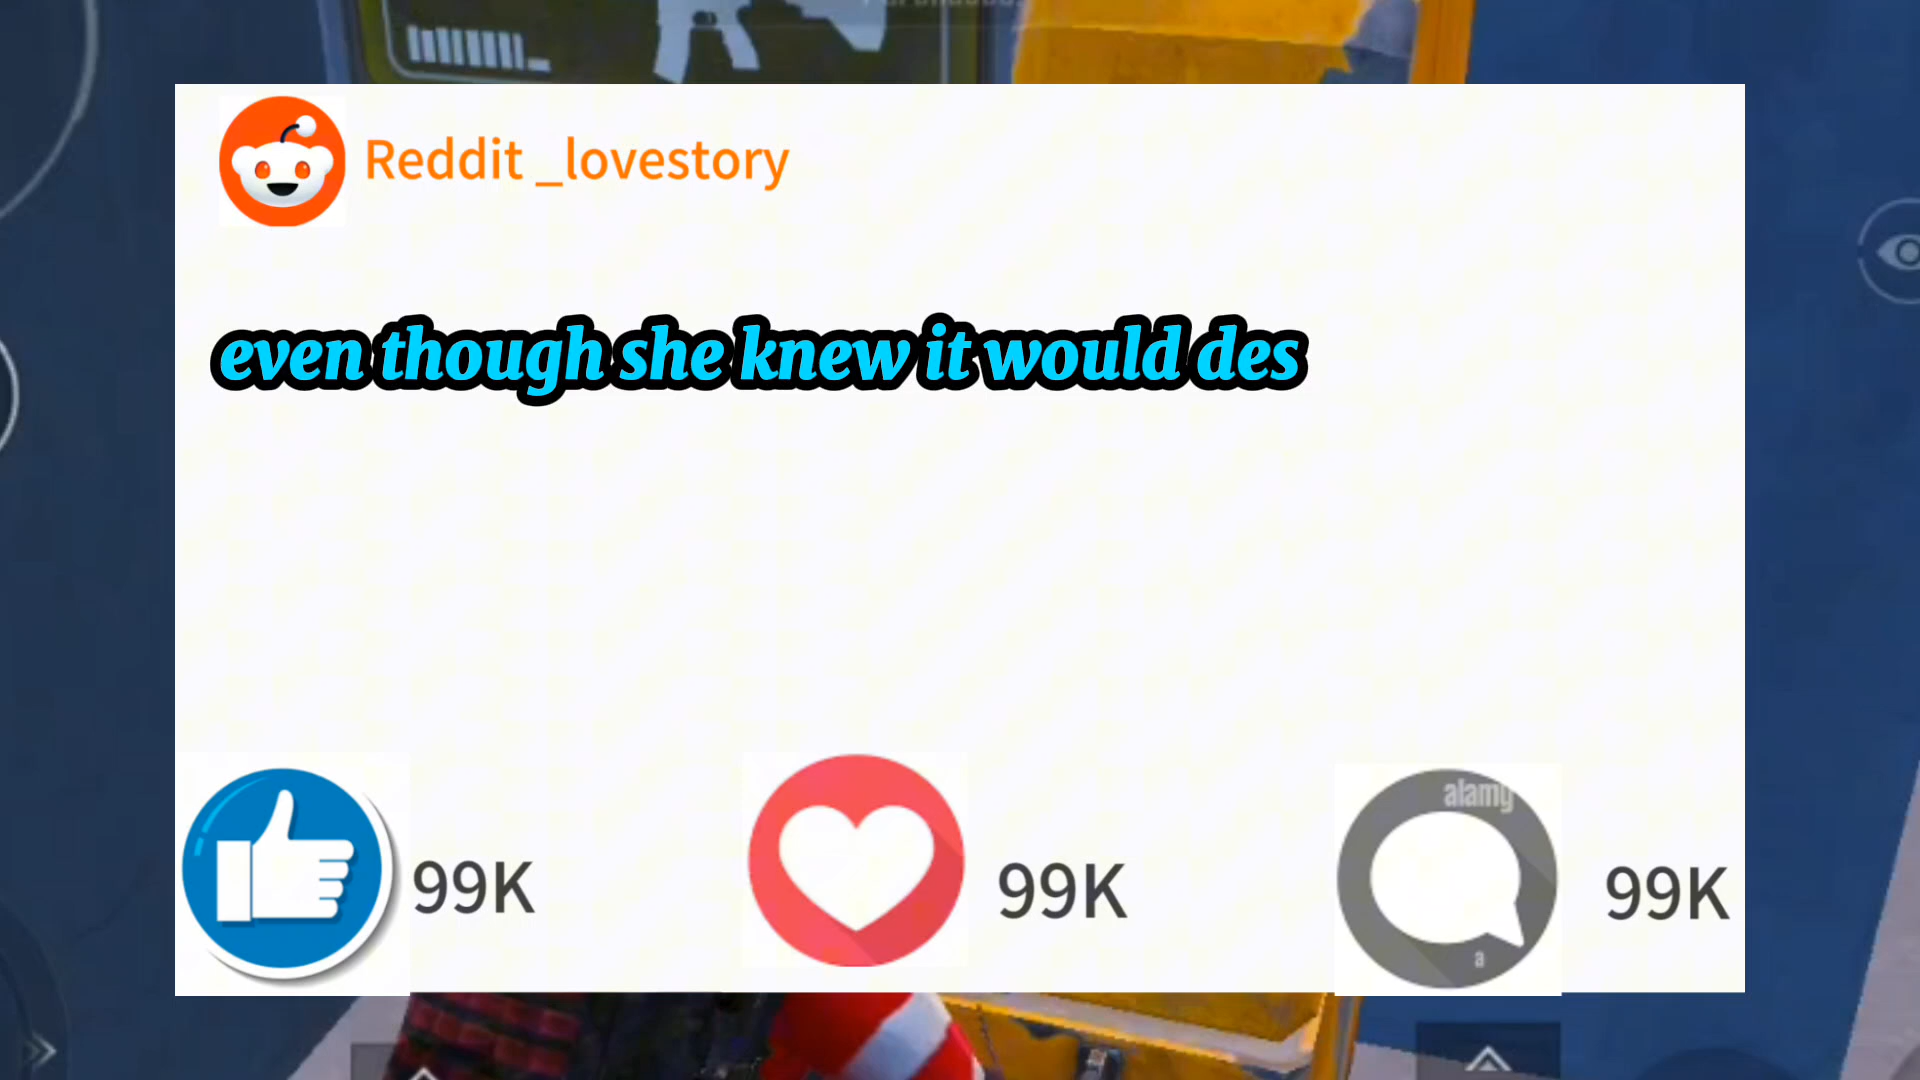 Reddit _lovestory
even though she knew it would des
99K
99K
alamy
a
99K